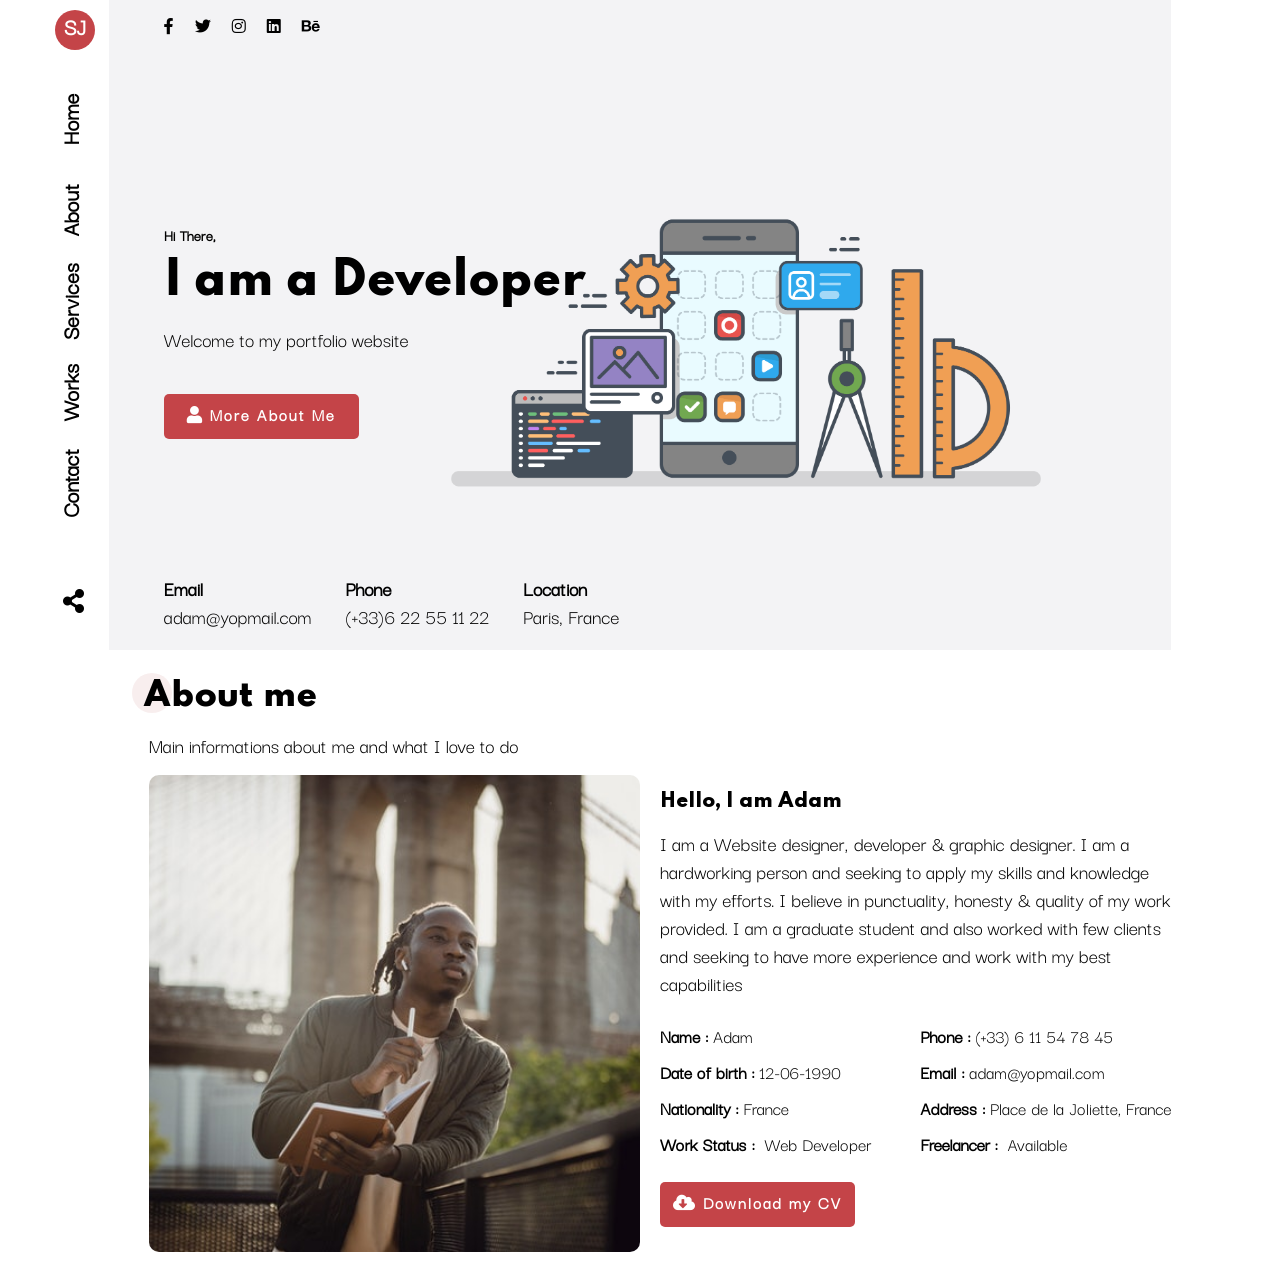 SJ
Bē
Home
About
Services
Works
Contact
Hi There,
I am a Developer
Welcome to my portfolio website
More About Me
Email
adam@yopmail.com
Phone
(+33)6 22 55 11 22
Location
Paris, France
About me
Main informations about me and what I love to do
Hello, I am Adam
I am a Website designer, developer & graphic designer. I am a
hardworking person and seeking to apply my skills and knowledge
with my efforts. I believe in punctuality, honesty & quality of my work
provided. I am a graduate student and also worked with few clients
and seeking to have more experience and work with my best
capabilities
Name : Adam
Phone : (+33) 6 11 54 78 45
Date of birth : 12-06-1990
Email : adam@yopmail.com
Nationality : France
Address : Place de la Joliette, France
Work Status : Web Developer
Freelancer : Available
Download my CV